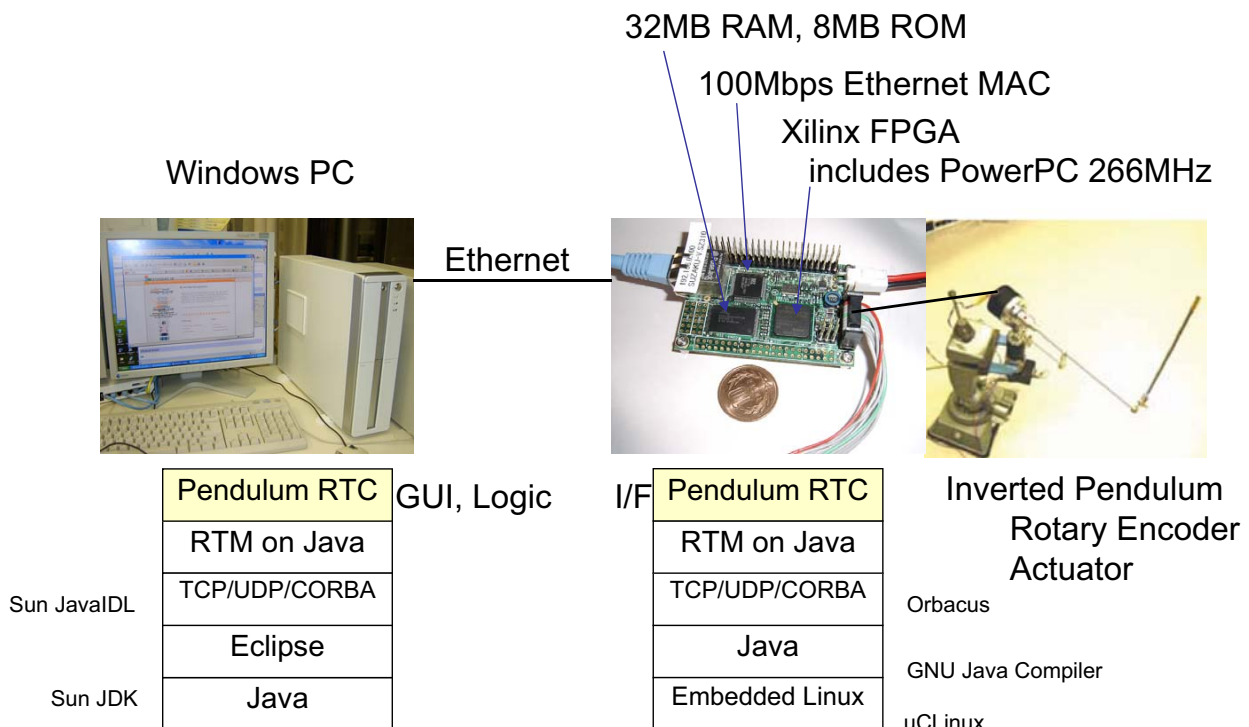 32MB RAM, 8MB ROM
100Mbps Ethernet MAC
Xilinx FPGA
includes PowerPC 266MHz
Windows PC
Ethernet
Pendulum RTC
GUI, Logic
RTM on Java
TCP/UDP/CORBA
Sun JavaIDL
Eclipse
Sun JDK
Java
I/F
Pendulum RTC
RTM on Java
TCP/UDP/CORBA
Orbacus
Java
GNU Java Compiler
Embedded Linux
uCLinux
Inverted Pendulum
Rotary Encoder
Actuator